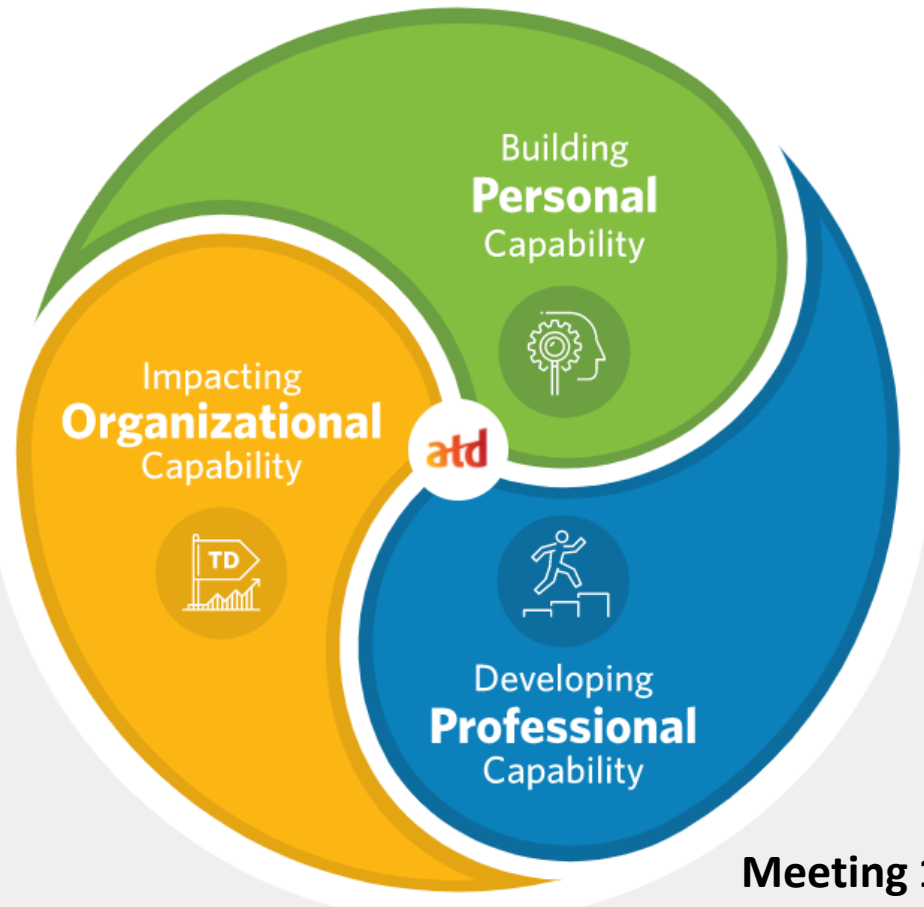 Building
Personal
Capability
Impacting
Organizational
Capability
atd
TD
Developing
Professional
Capability
Meeting